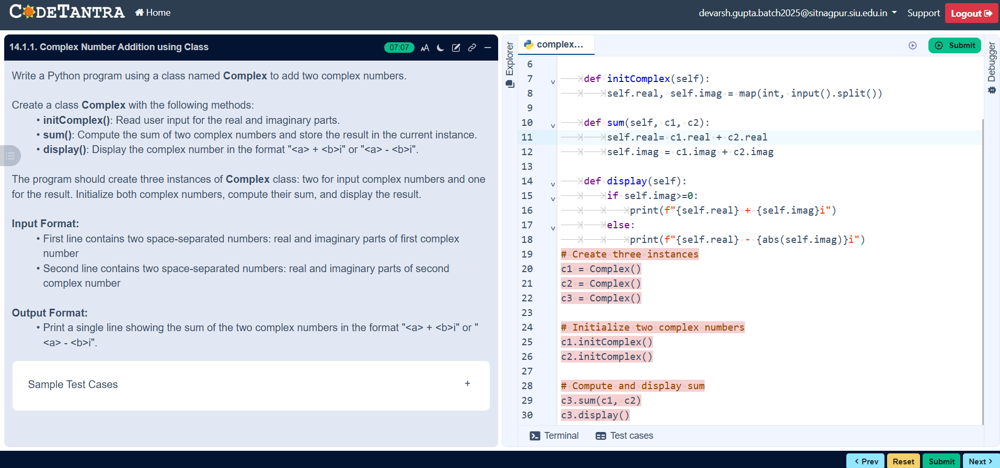 CODETANTRA
Home
devarsh.gupta.batch2025@sitnagpur.siu.edu.in
Support
Logout
14.1.1. Complex Number Addition using Class
07:07
Write a Python program using a class named Complex to add two complex numbers.
Create a class Complex with the following methods:
• initComplex(): Read user input for the real and imaginary parts.
• sum(): Compute the sum of two complex numbers and store the result in the current instance.
• display(): Display the complex number in the format "<a> + <b>i" or "<a> - <b>i".
The program should create three instances of Complex class: two for input complex numbers and one
for the result. Initialize both complex numbers, compute their sum, and display the result.
Input Format:
• First line contains two space-separated numbers: real and imaginary parts of first complex
number
• Second line contains two space-separated numbers: real and imaginary parts of second
complex number
Output Format:
• Print a single line showing the sum of the two complex numbers in the format "<a> + <b>i" or "
<a> - <b>i".
Sample Test Cases
+
Explorer
complex...
Submit
Debugger
6
7 def initComplex(self):
8 self.real, self.imag = map(int, input().split())
9
10 def sum(self, c1, c2):
11 self.real= c1.real + c2.real
12 self.imag = c1.imag + c2.imag
13
14 def display(self):
15 if self.imag>=0:
16 print(f"{self.real} + {self.imag}i")
17 else:
18 print(f"{self.real} - {abs(self.imag)}i")
19 # Create three instances
20 c1 = Complex()
21 c2 = Complex()
22 c3 = Complex()
23
24 # Initialize two complex numbers
25 c1.initComplex()
26 c2.initComplex()
27
28 # Compute and display sum
29 c3.sum(c1, c2)
30 c3.display()
Terminal
Test cases
< Prev
Reset
Submit
Next >